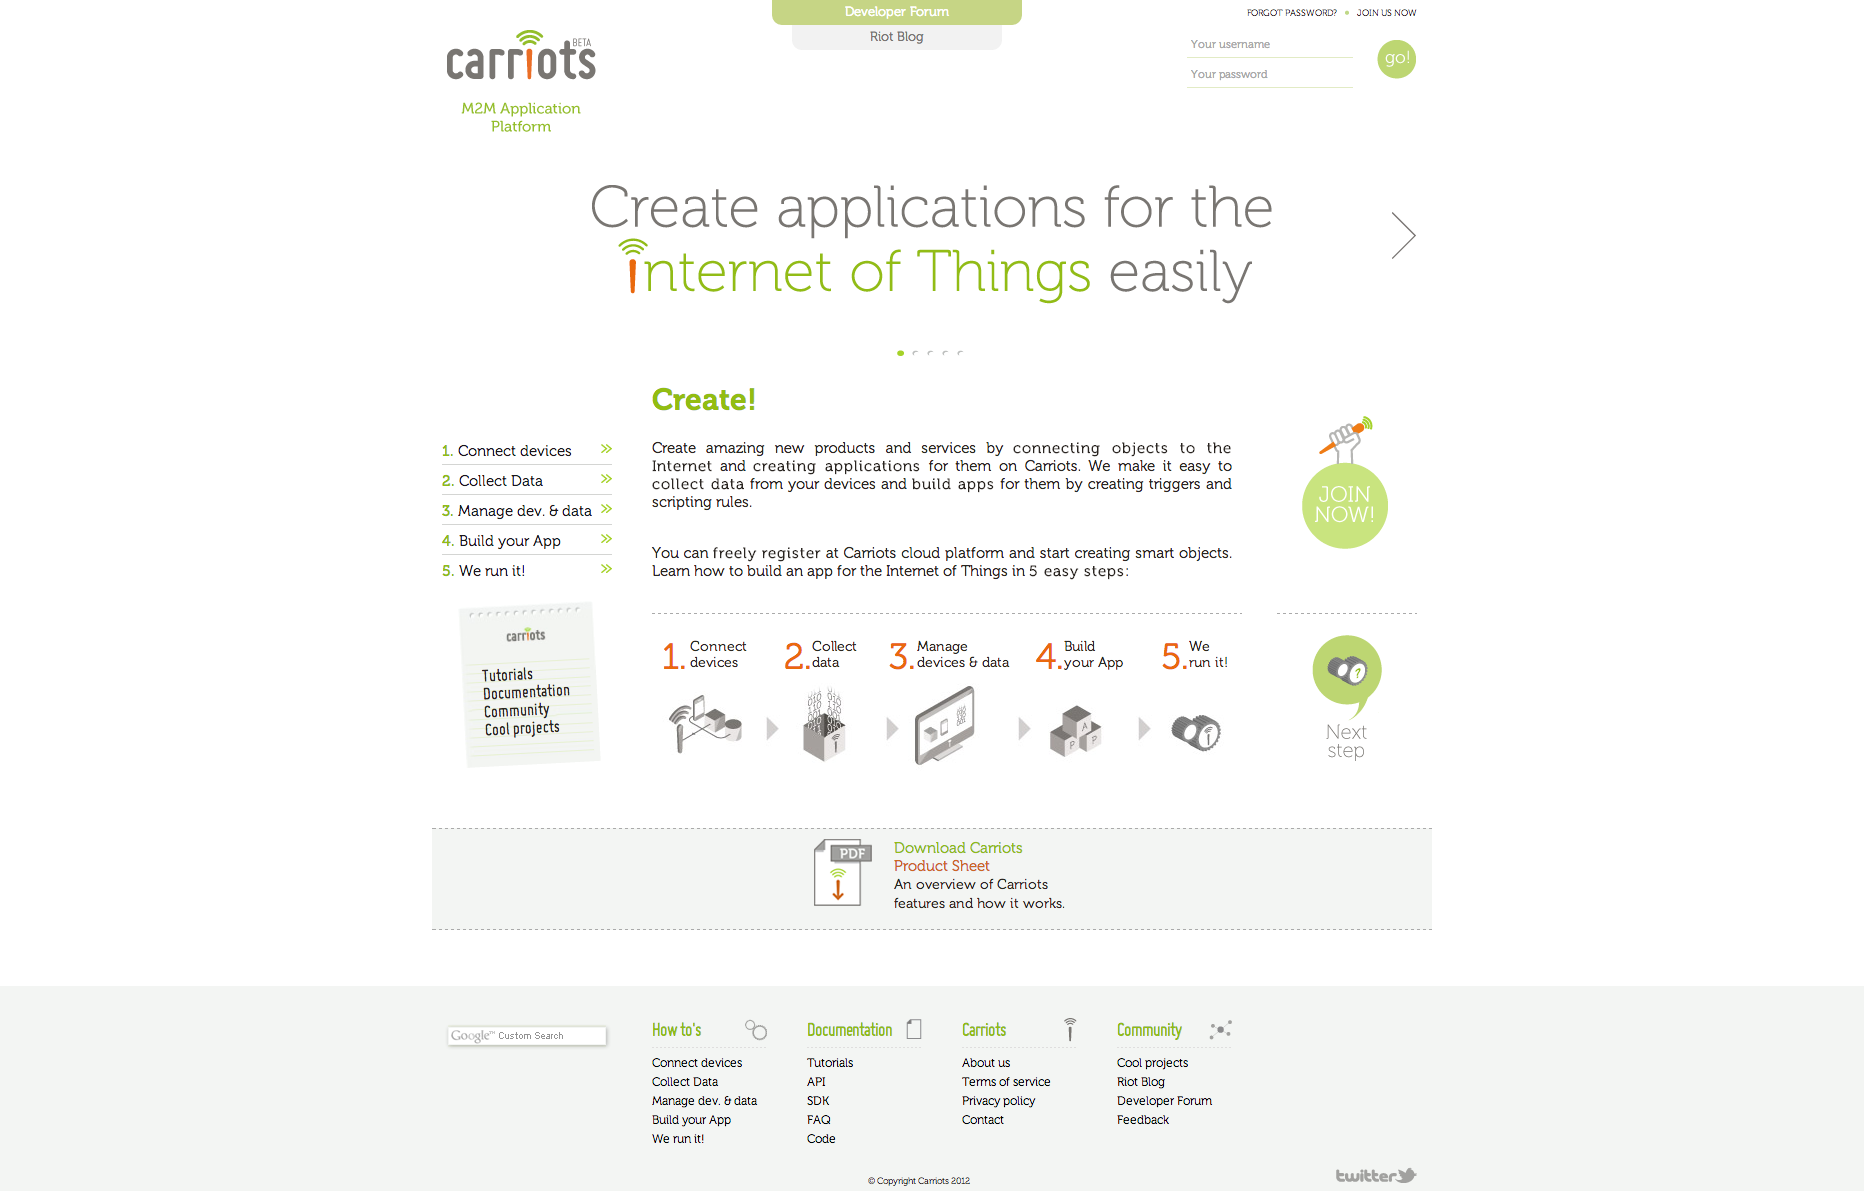 Developer Forum
Riot Blog
FORGOT PASSWORD? • JOIN US NOW
carriots BETA
M2M Application
Platform
Your username
Your password
go!
Create applications for the
internet of Things easily
Create!
1. Connect devices
2. Collect Data
3. Manage dev. & data
4. Build your App
5. We run it!
Create amazing new products and services by connecting objects to the
Internet and creating applications for them on Carriots. We make it easy to
collect data from your devices and build apps for them by creating triggers and
scripting rules.
You can freely register at Carriots cloud platform and start creating smart objects.
Learn how to build an app for the Internet of Things in 5 easy steps:
JOIN
NOW!
carriots
Tutorials
Documentation
Community
Cool projects
1. Connect
devices
2. Collect
data
3. Manage
devices & data
4. Build
your App
5. We
run it!
A
P P
?
Next
step
PDF
Download Carriots
Product Sheet
An overview of Carriots
features and how it works.
Google™ Custom Search
How to's
Connect devices
Collect Data
Manage dev. & data
Build your App
We run it!
Documentation
Tutorials
API
SDK
FAQ
Code
Carriots
About us
Terms of service
Privacy policy
Contact
Community
Cool projects
Riot Blog
Developer Forum
Feedback
© Copyright Carriots 2012
twitter